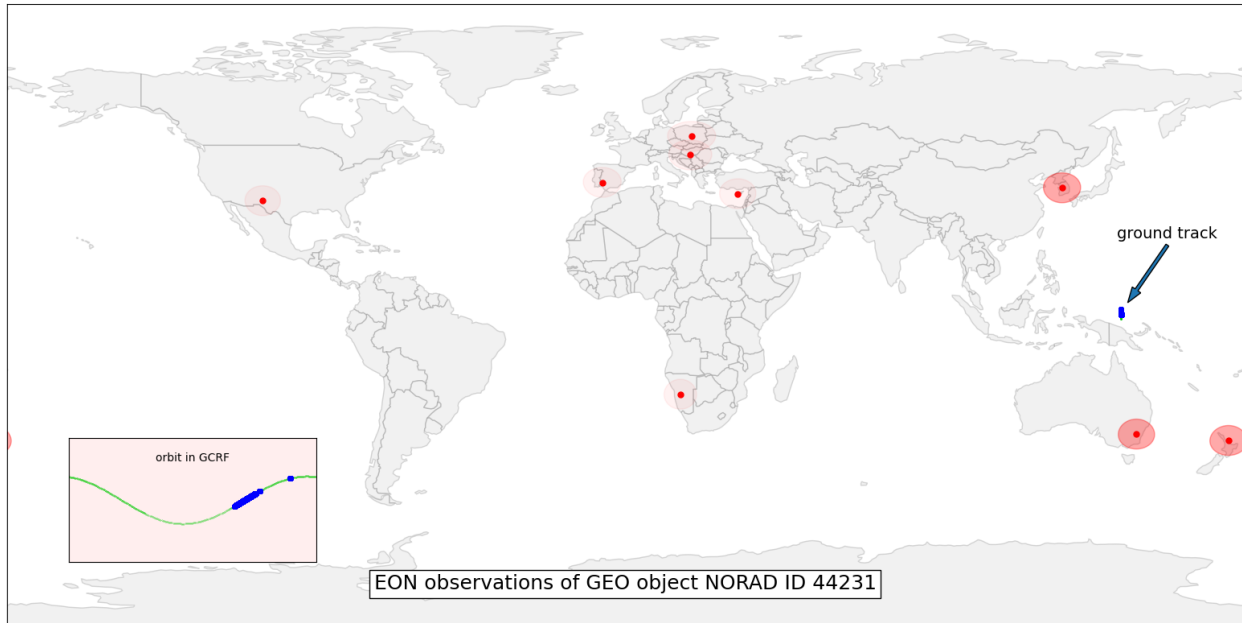 ground track
orbit in GCRF
EON observations of GEO object NORAD ID 44231